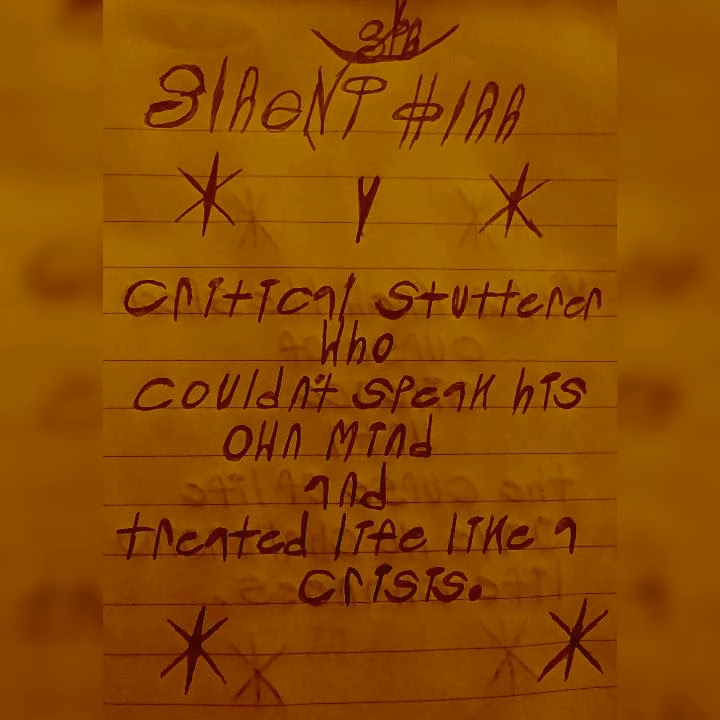 SILENT HILL
Y
Critical Stutterer
Who
couldn't speak his
own mind
and
treated life like a
crisis.